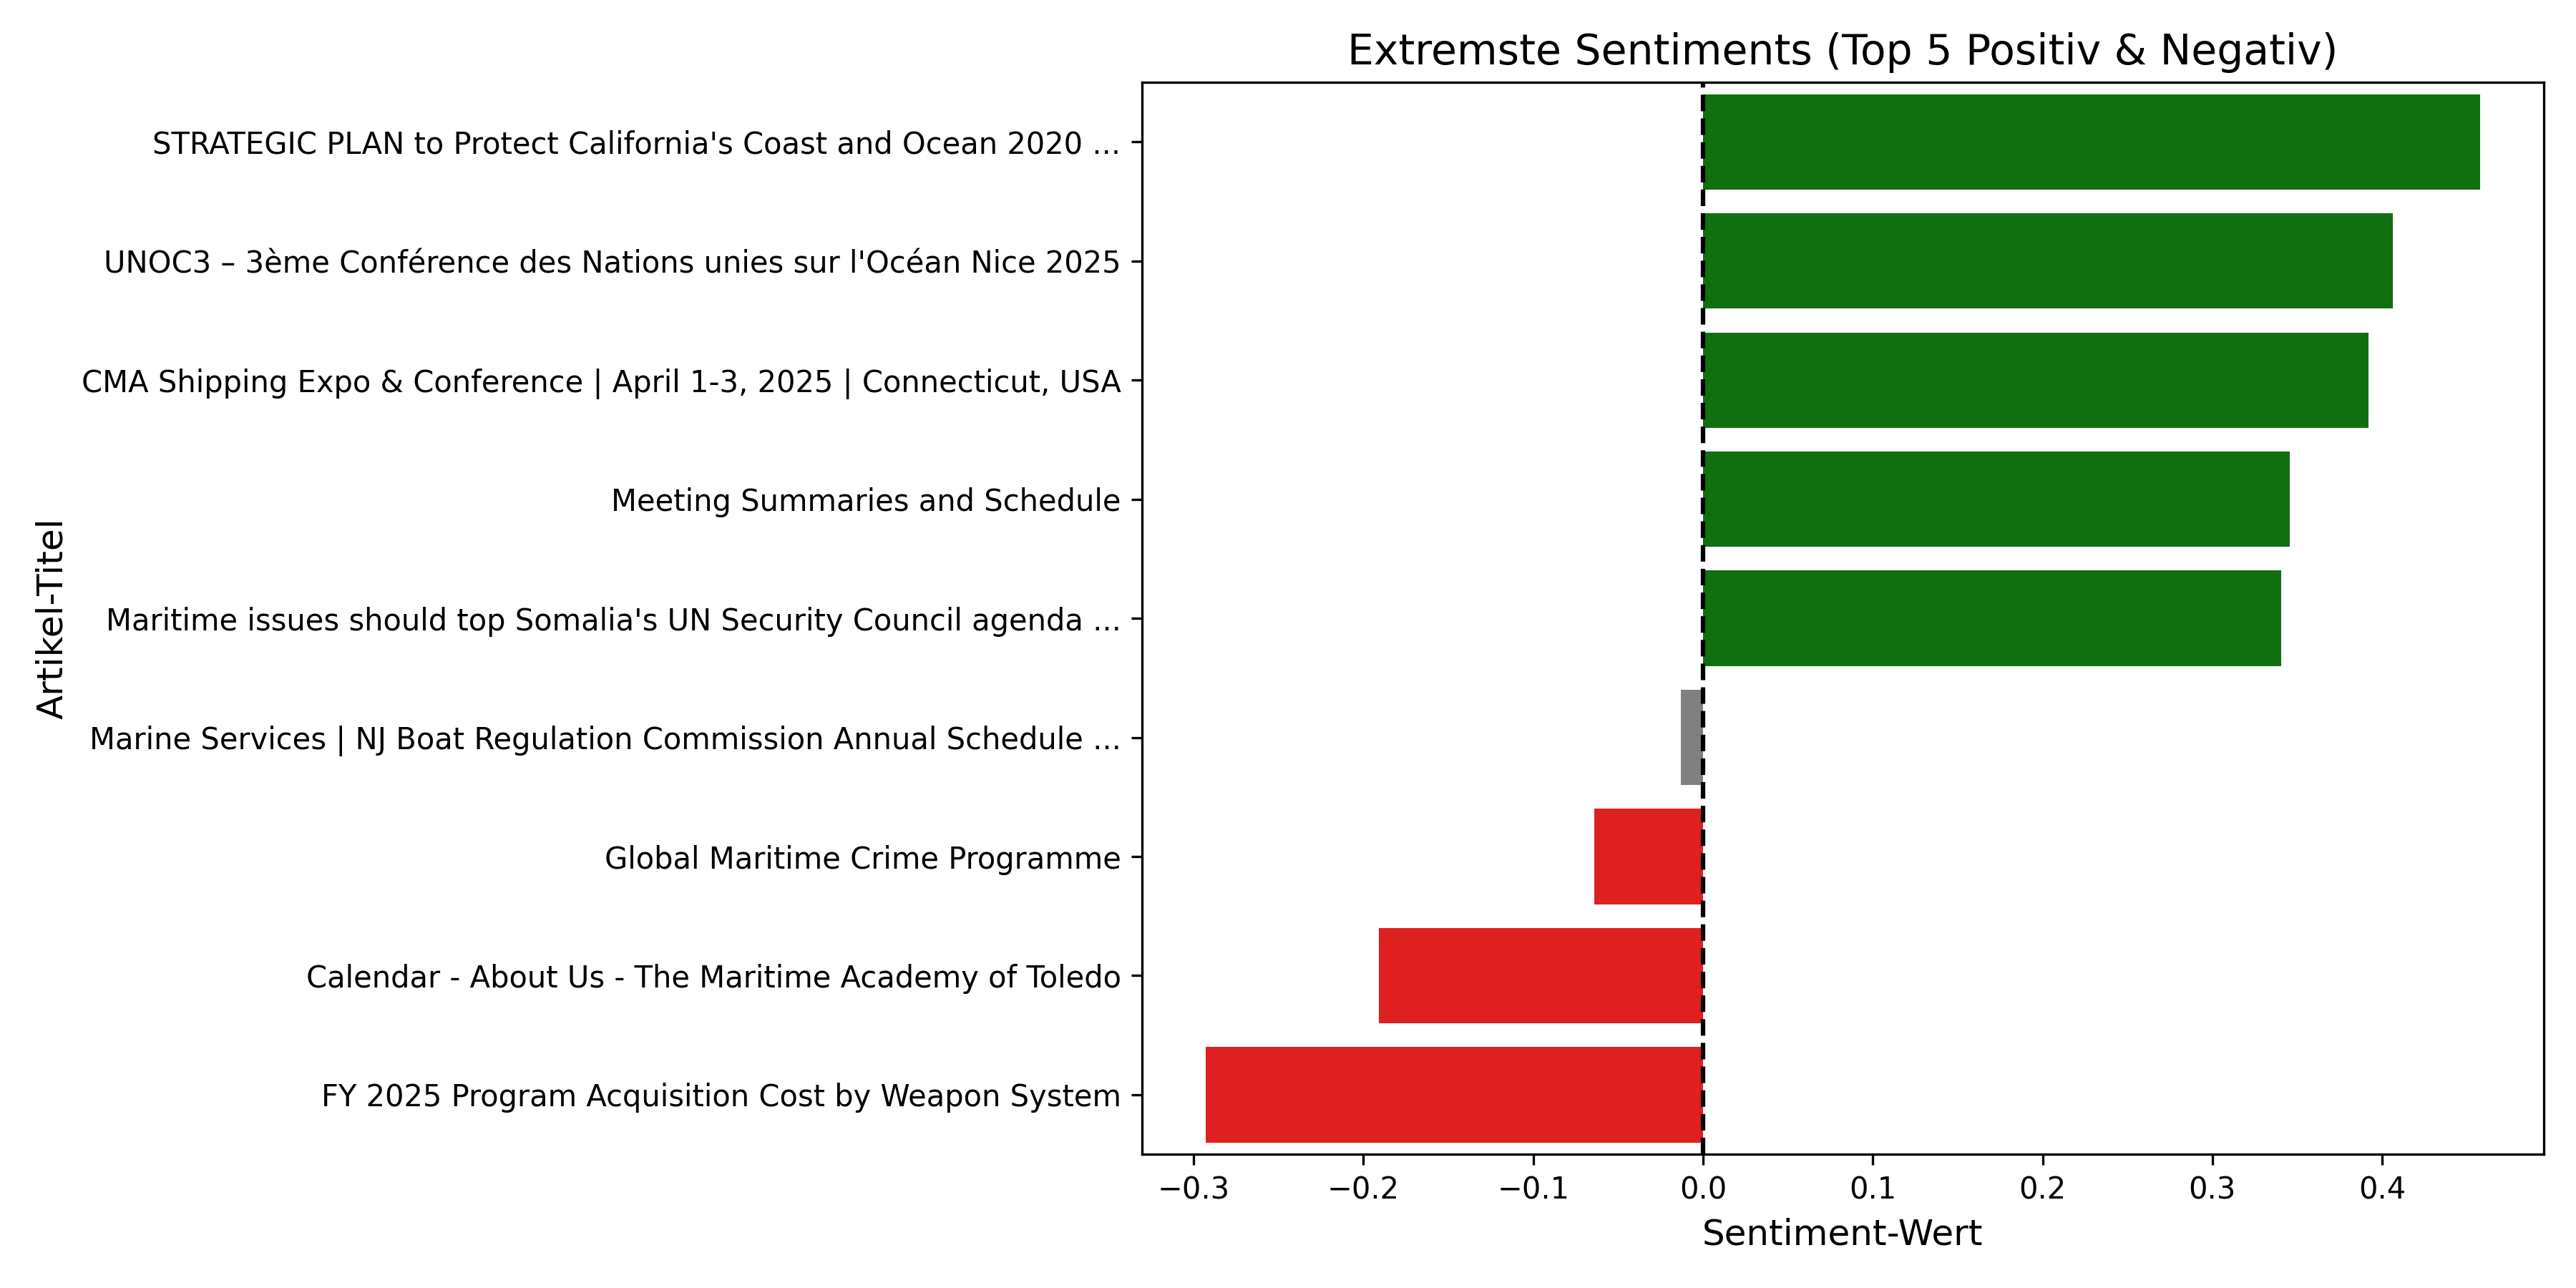 Extremste Sentiments (Top 5 Positiv & Negativ)
Artikel-Titel
STRATEGIC PLAN to Protect California's Coast and Ocean 2020 ...
UNOC3 – 3ème Conférence des Nations unies sur l'Océan Nice 2025
CMA Shipping Expo & Conference | April 1-3, 2025 | Connecticut, USA
Meeting Summaries and Schedule
Maritime issues should top Somalia's UN Security Council agenda ...
Marine Services | NJ Boat Regulation Commission Annual Schedule ...
Global Maritime Crime Programme
Calendar - About Us - The Maritime Academy of Toledo
FY 2025 Program Acquisition Cost by Weapon System
−0.3 −0.2 −0.1 0.0 0.1 0.2 0.3 0.4
Sentiment-Wert